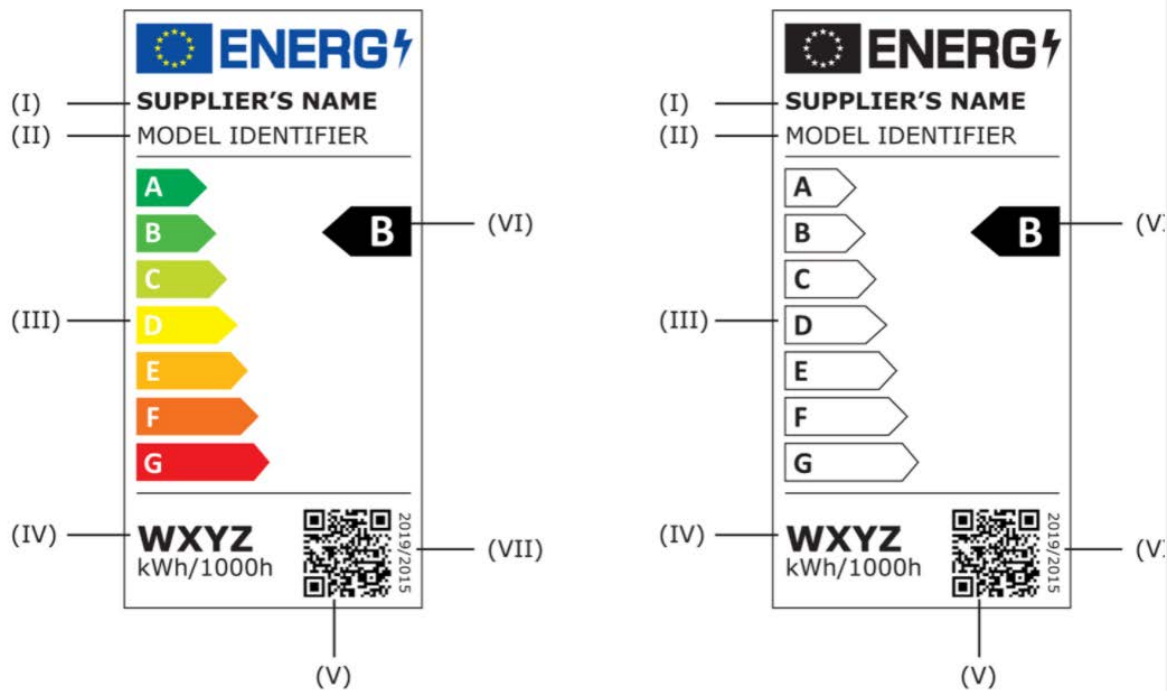 ENERG
(I) SUPPLIER'S NAME
(II) MODEL IDENTIFIER
A
B
B
(VI)
C
(III)
D
E
F
G
(IV)
WXYZ
kWh/1000h
2019/2015
(VII)
(V)
ENERG
(I) SUPPLIER'S NAME
(II) MODEL IDENTIFIER
A
B
B
C
(III)
D
E
F
G
(IV)
WXYZ
kWh/1000h
2019/2015
(V)